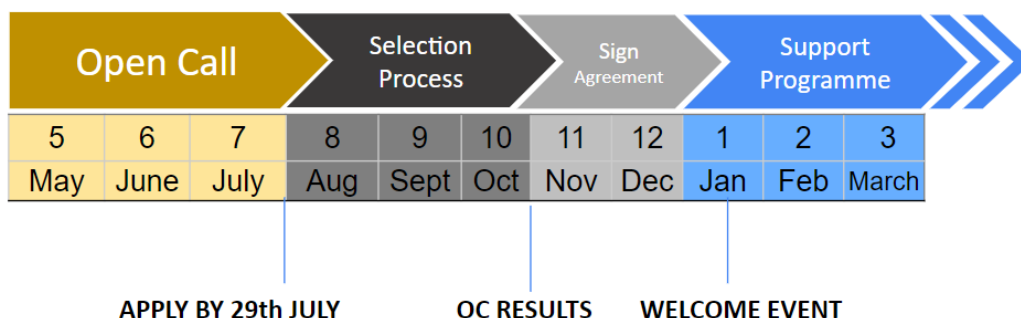 Open Call
Selection
Process
Sign
Agreement
Support
Programme
5 6 7 8 9 10 11 12 1 2 3
May June July Aug Sept Oct Nov Dec Jan Feb March
APPLY BY 29th JULY OC RESULTS WELCOME EVENT